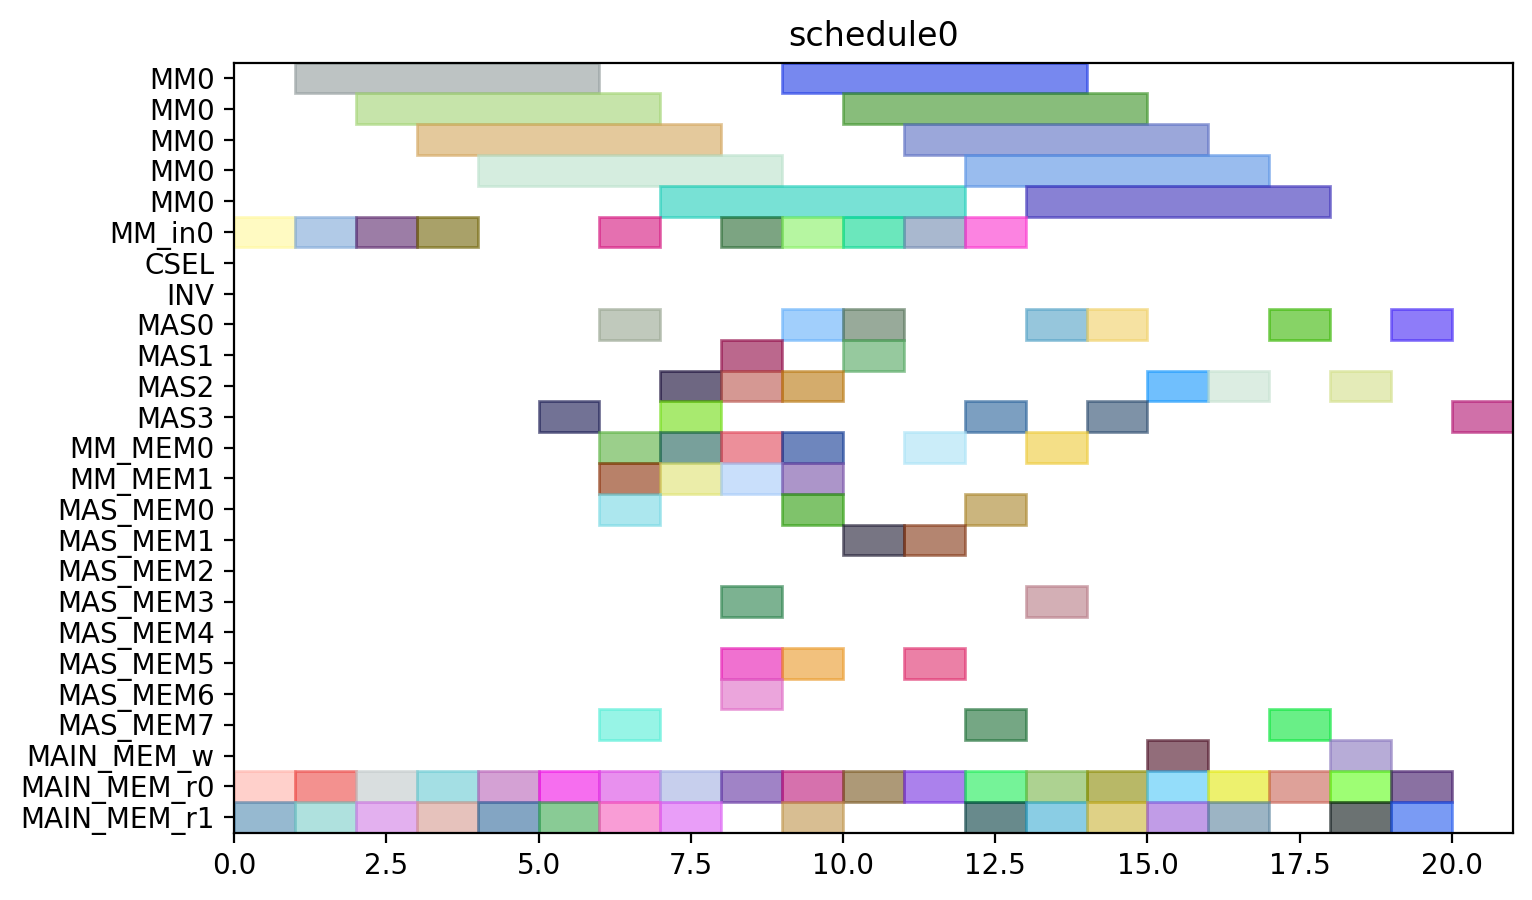 schedule0
MM0
MM0
MM0
MM0
MM0
MM_in0
CSEL
INV
MAS0
MAS1
MAS2
MAS3
MM_MEM0
MM_MEM1
MAS_MEM0
MAS_MEM1
MAS_MEM2
MAS_MEM3
MAS_MEM4
MAS_MEM5
MAS_MEM6
MAS_MEM7
MAIN_MEM_w
MAIN_MEM_r0
MAIN_MEM_r1
0.0 2.5 5.0 7.5 10.0 12.5 15.0 17.5 20.0